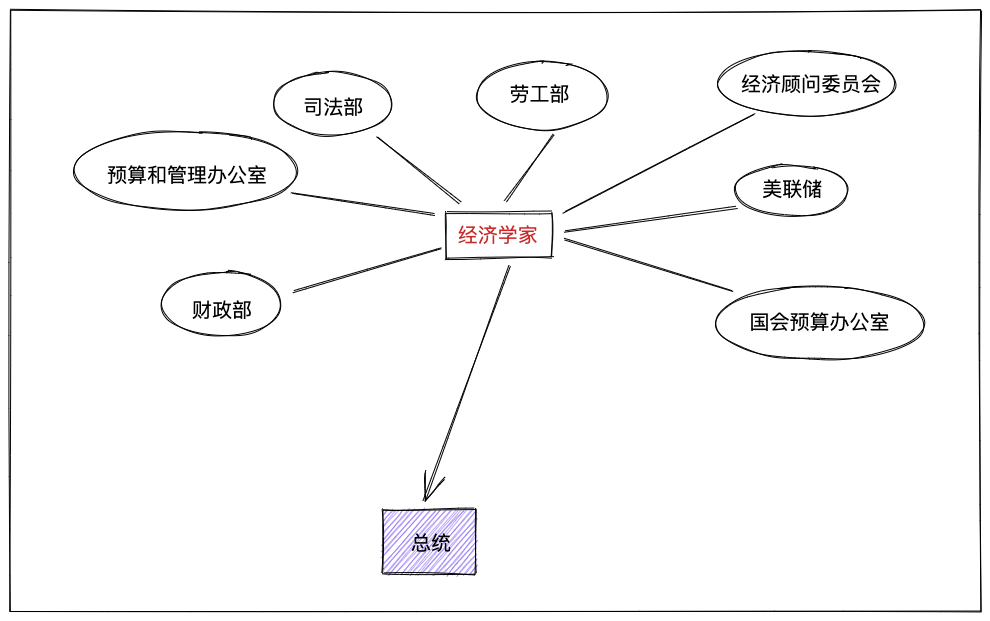 司法部
劳工部
经济顾问委员会
预算和管理办公室
美联储
经济学家
财政部
国会预算办公室
总统